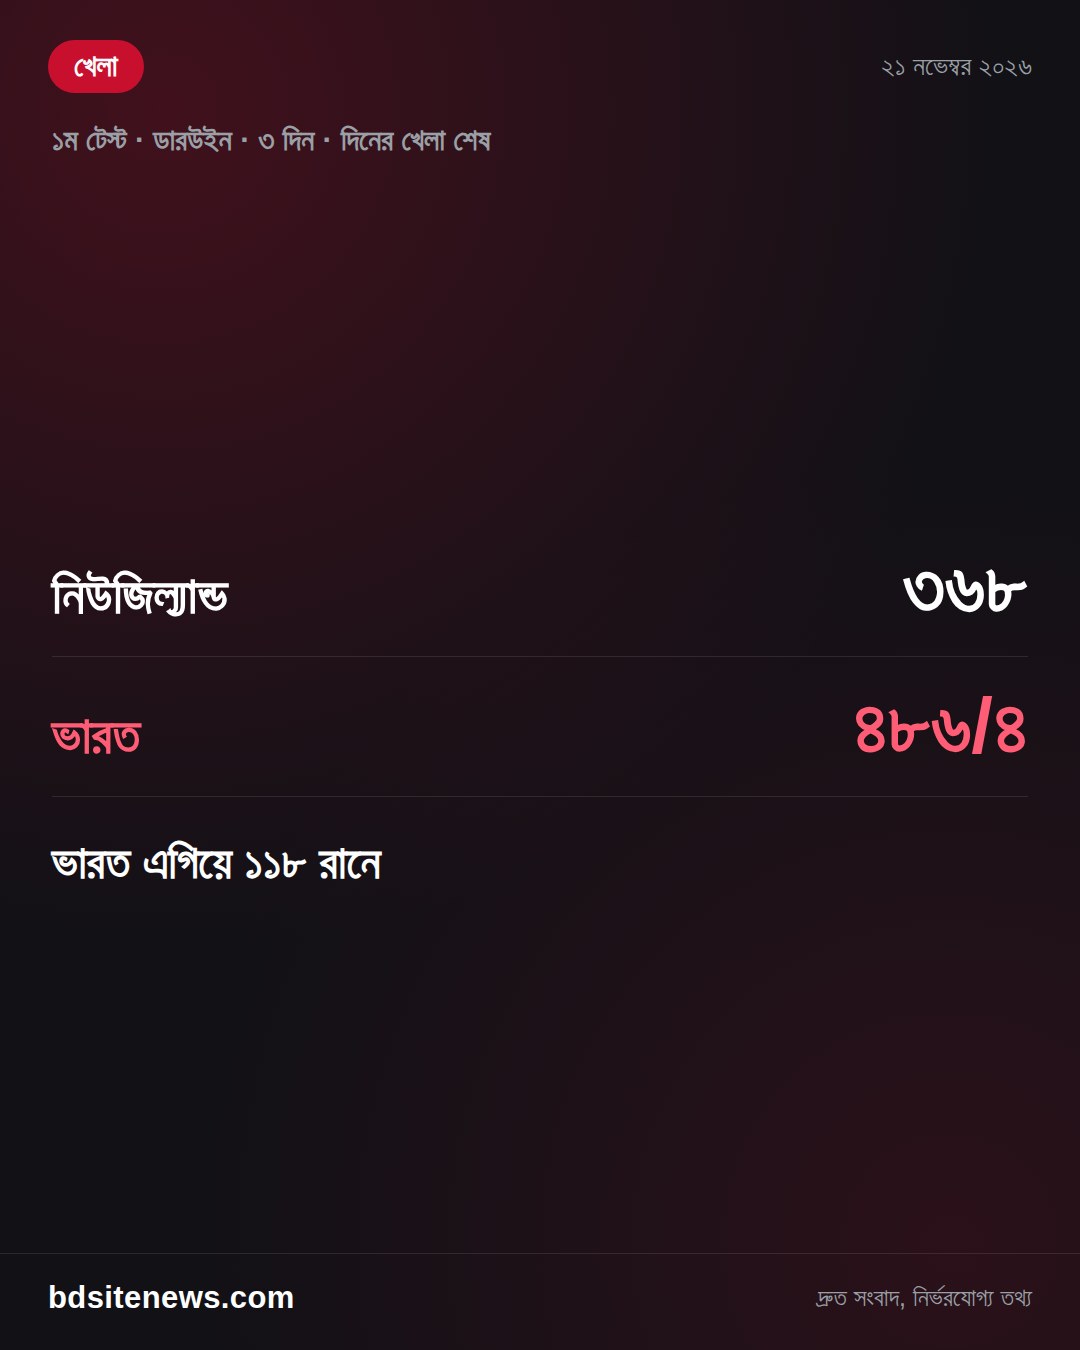 খেলা
২১ নভেম্বর ২০২৬
১ম টেস্ট · ডারউইন · ৩ দিন · দিনের খেলা শেষ
নিউজিল্যান্ড ৩৬৮
ভারত ৪৮৬/৪
ভারত এগিয়ে ১১৮ রানে
bdsitenews.com
দ্রুত সংবাদ, নির্ভরযোগ্য তথ্য